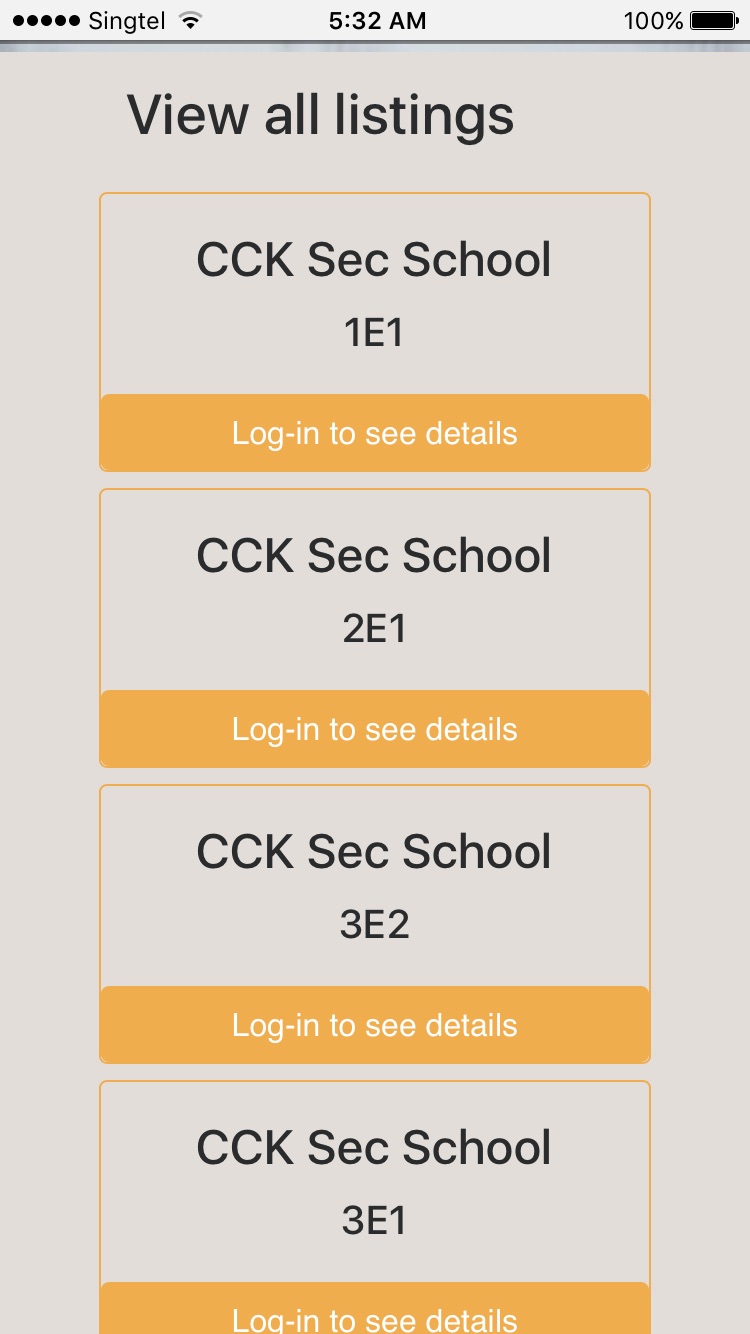 Singtel 5:32 AM 100%
View all listings
CCK Sec School
1E1
Log-in to see details
CCK Sec School
2E1
Log-in to see details
CCK Sec School
3E2
Log-in to see details
CCK Sec School
3E1
Log-in to see details